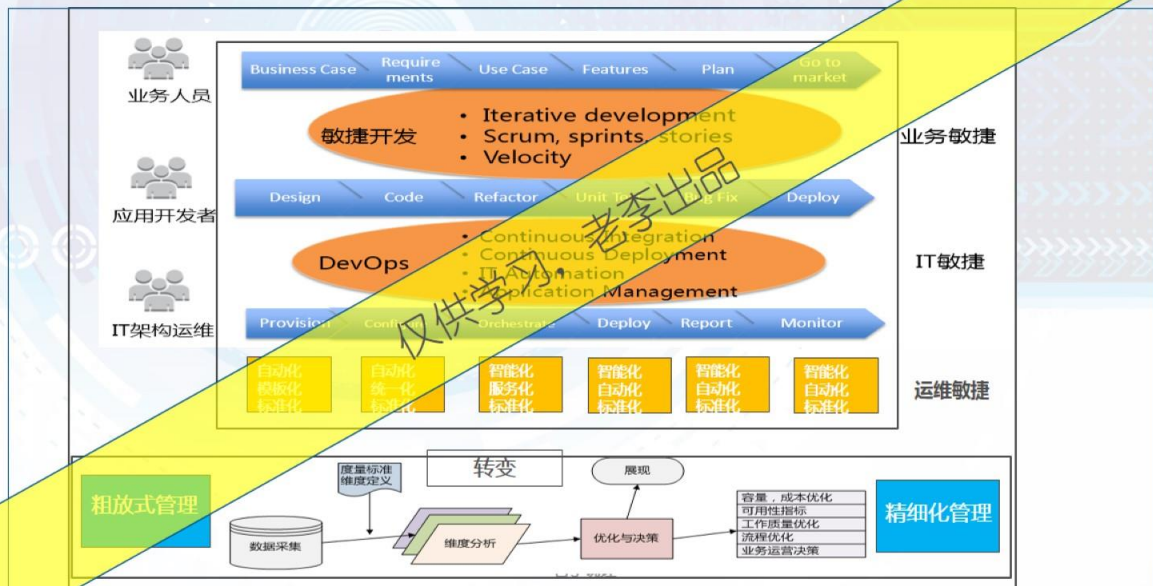 业务人员
Business Case
Require
ments
Use Case
Features
Plan
Go to
market
敏捷开发
• Iterative development
• Scrum, sprints, stories
• Velocity
业务敏捷
应用开发者
Design
Code
Refactor
Unit Test
Bug Fix
Deploy
DevOps
• Continuous Integration
• Continuous Deployment
• IT Automation
• Application Management
IT敏捷
IT架构运维
Provision
Configure
Orchestrate
Deploy
Report
Monitor
自动化
模板化
标准化
自动化
统一化
标准化
智能化
服务化
标准化
智能化
自动化
标准化
智能化
自动化
标准化
智能化
自动化
标准化
运维敏捷
仅供学习，老李出品
转变
粗放式管理
度量标准
维度定义
数据采集
维度分析
优化与决策
展现
容量，成本优化
可用性指标
工作质量优化
流程优化
业务运营决策
精细化管理